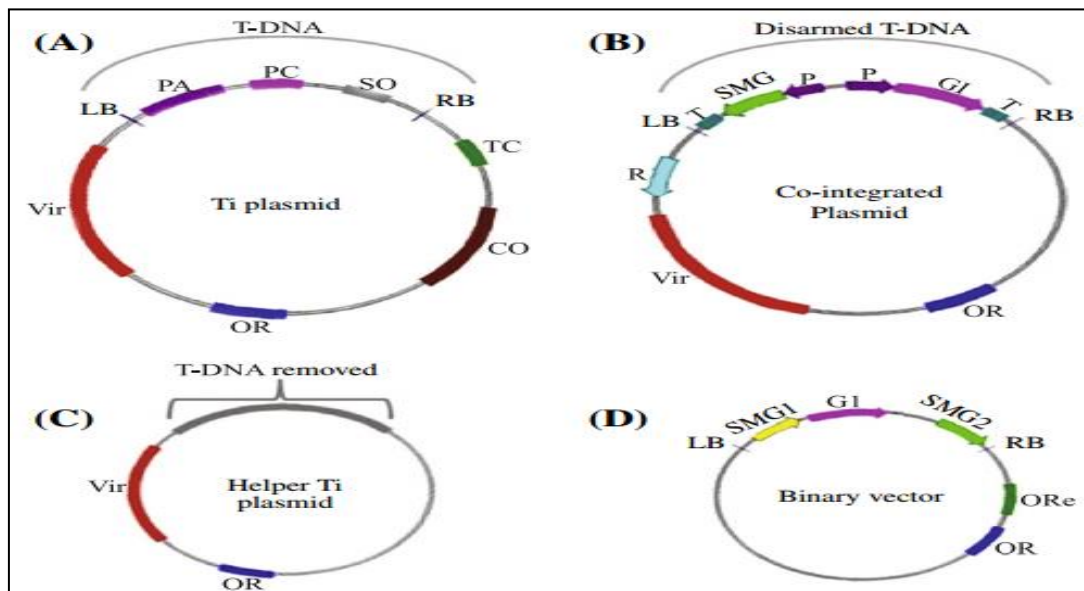 (A)
T-DNA
LB
PA
PC
SO
RB
TC
Vir
Ti plasmid
CO
OR
(B)
Disarmed T-DNA
LB
T
SMG
P
P
G1
T
RB
R
Co-integrated
Plasmid
Vir
OR
(C)
T-DNA removed
Vir
Helper Ti
plasmid
OR
(D)
LB
SMG1
G1
SMG2
RB
Binary vector
ORe
OR